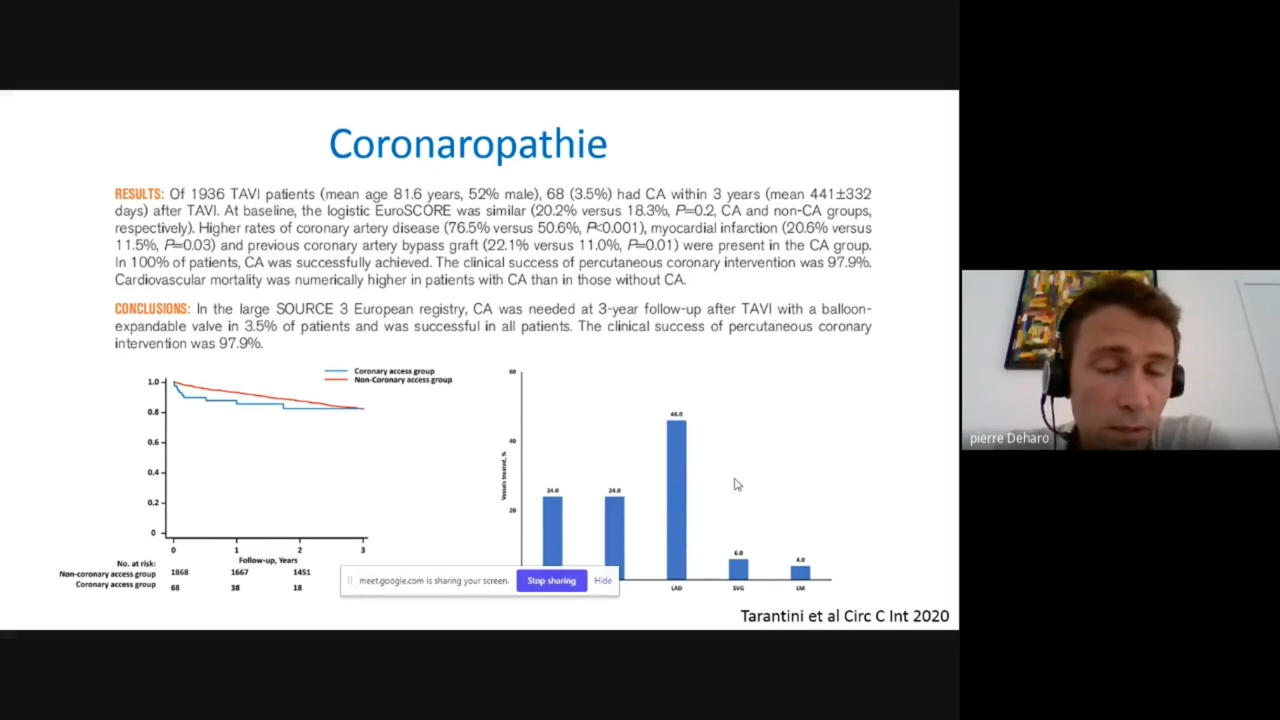 Coronaropathie
RESULTS: Of 1936 TAVI patients (mean age 81.6 years, 52% male), 68 (3.5%) had CA within 3 years (mean 441±332
days) after TAVI. At baseline, the logistic EuroSCORE was similar (20.2% versus 18.3%, P=0.2, CA and non-CA groups,
respectively). Higher rates of coronary artery disease (76.5% versus 50.6%, P<0.001), myocardial infarction (20.6% versus
11.5%, P=0.03) and previous coronary artery bypass graft (22.1% versus 11.0%, P=0.01) were present in the CA group.
In 100% of patients, CA was successfully achieved. The clinical success of percutaneous coronary intervention was 97.9%.
Cardiovascular mortality was numerically higher in patients with CA than in those without CA.
CONCLUSIONS: In the large SOURCE 3 European registry, CA was needed at 3-year follow-up after TAVI with a balloon-
expandable valve in 3.5% of patients and was successful in all patients. The clinical success of percutaneous coronary
intervention was 97.9%.
Coronary access group
Non-Coronary access group
1.0
0.8
0.6
0.4
0.2
0
0 1 2 3
Follow-up, Years
No. at risk:
Non-coronary access group 1868 1667 1451
Coronary access group 68 38 18
60
40
20
Vessels treated, %
24.0 24.0 46.0 6.0 4.0
LAD SVG LM
meet.google.com is sharing your screen.
Stop sharing
Hide
Tarantini et al Circ C Int 2020
pierre Deharo